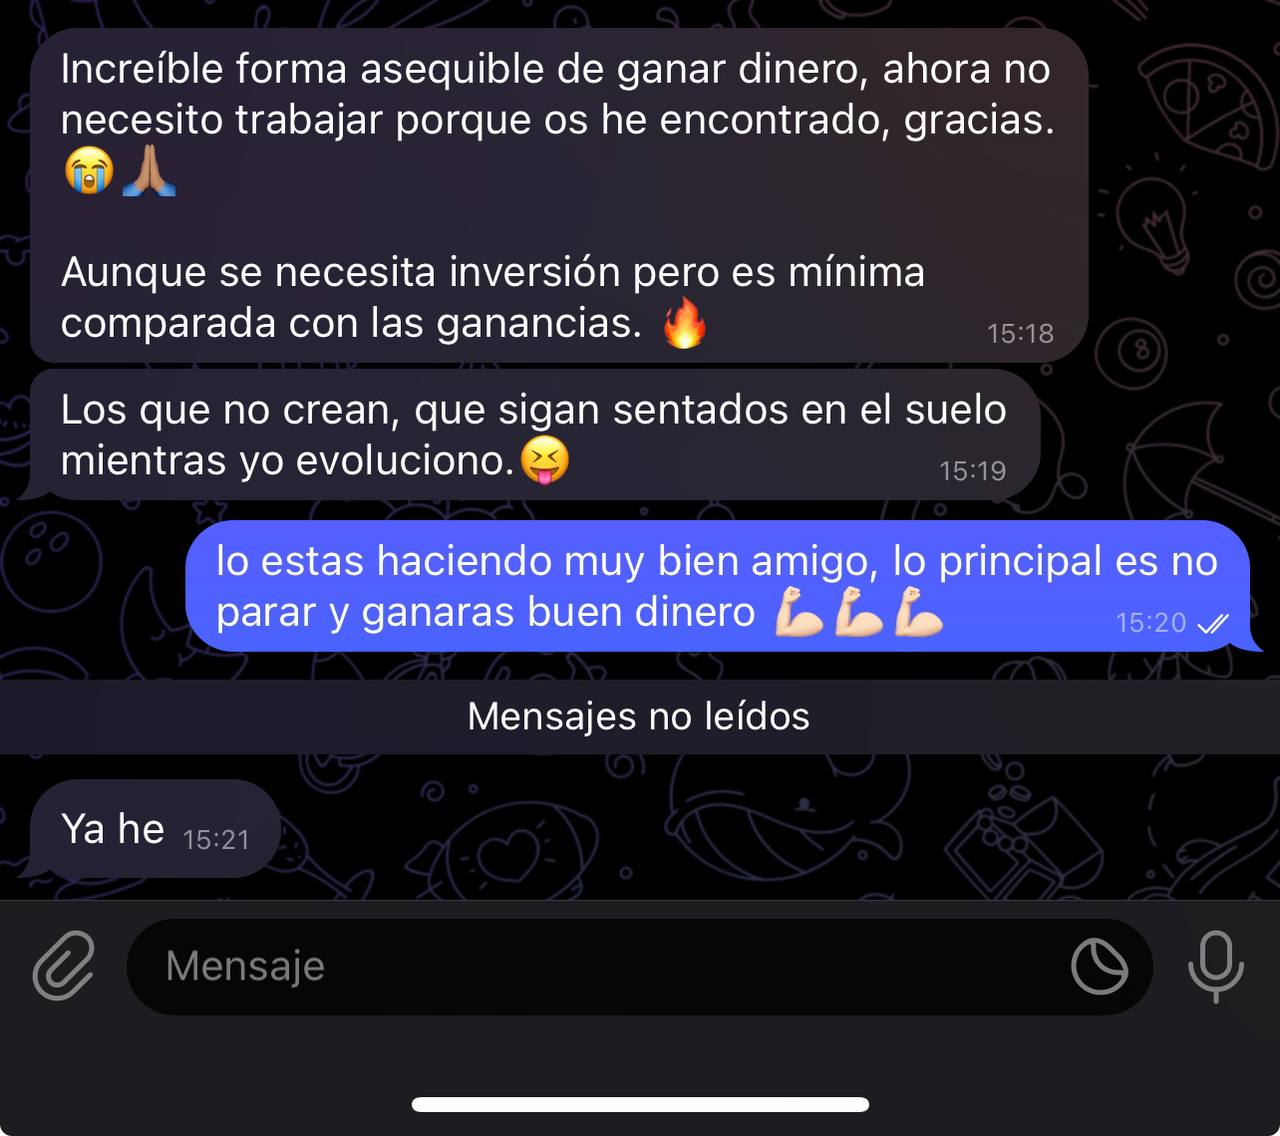 Increíble forma asequible de ganar dinero, ahora no
necesito trabajar porque os he encontrado, gracias.
😭🙏🏽
Aunque se necesita inversión pero es mínima
comparada con las ganancias. 🔥 15:18
Los que no crean, que sigan sentados en el suelo
mientras yo evoluciono.😝 15:19
lo estas haciendo muy bien amigo, lo principal es no
parar y ganaras buen dinero 💪🏻💪🏻💪🏻 15:20
Mensajes no leídos
Ya he 15:21
Mensaje